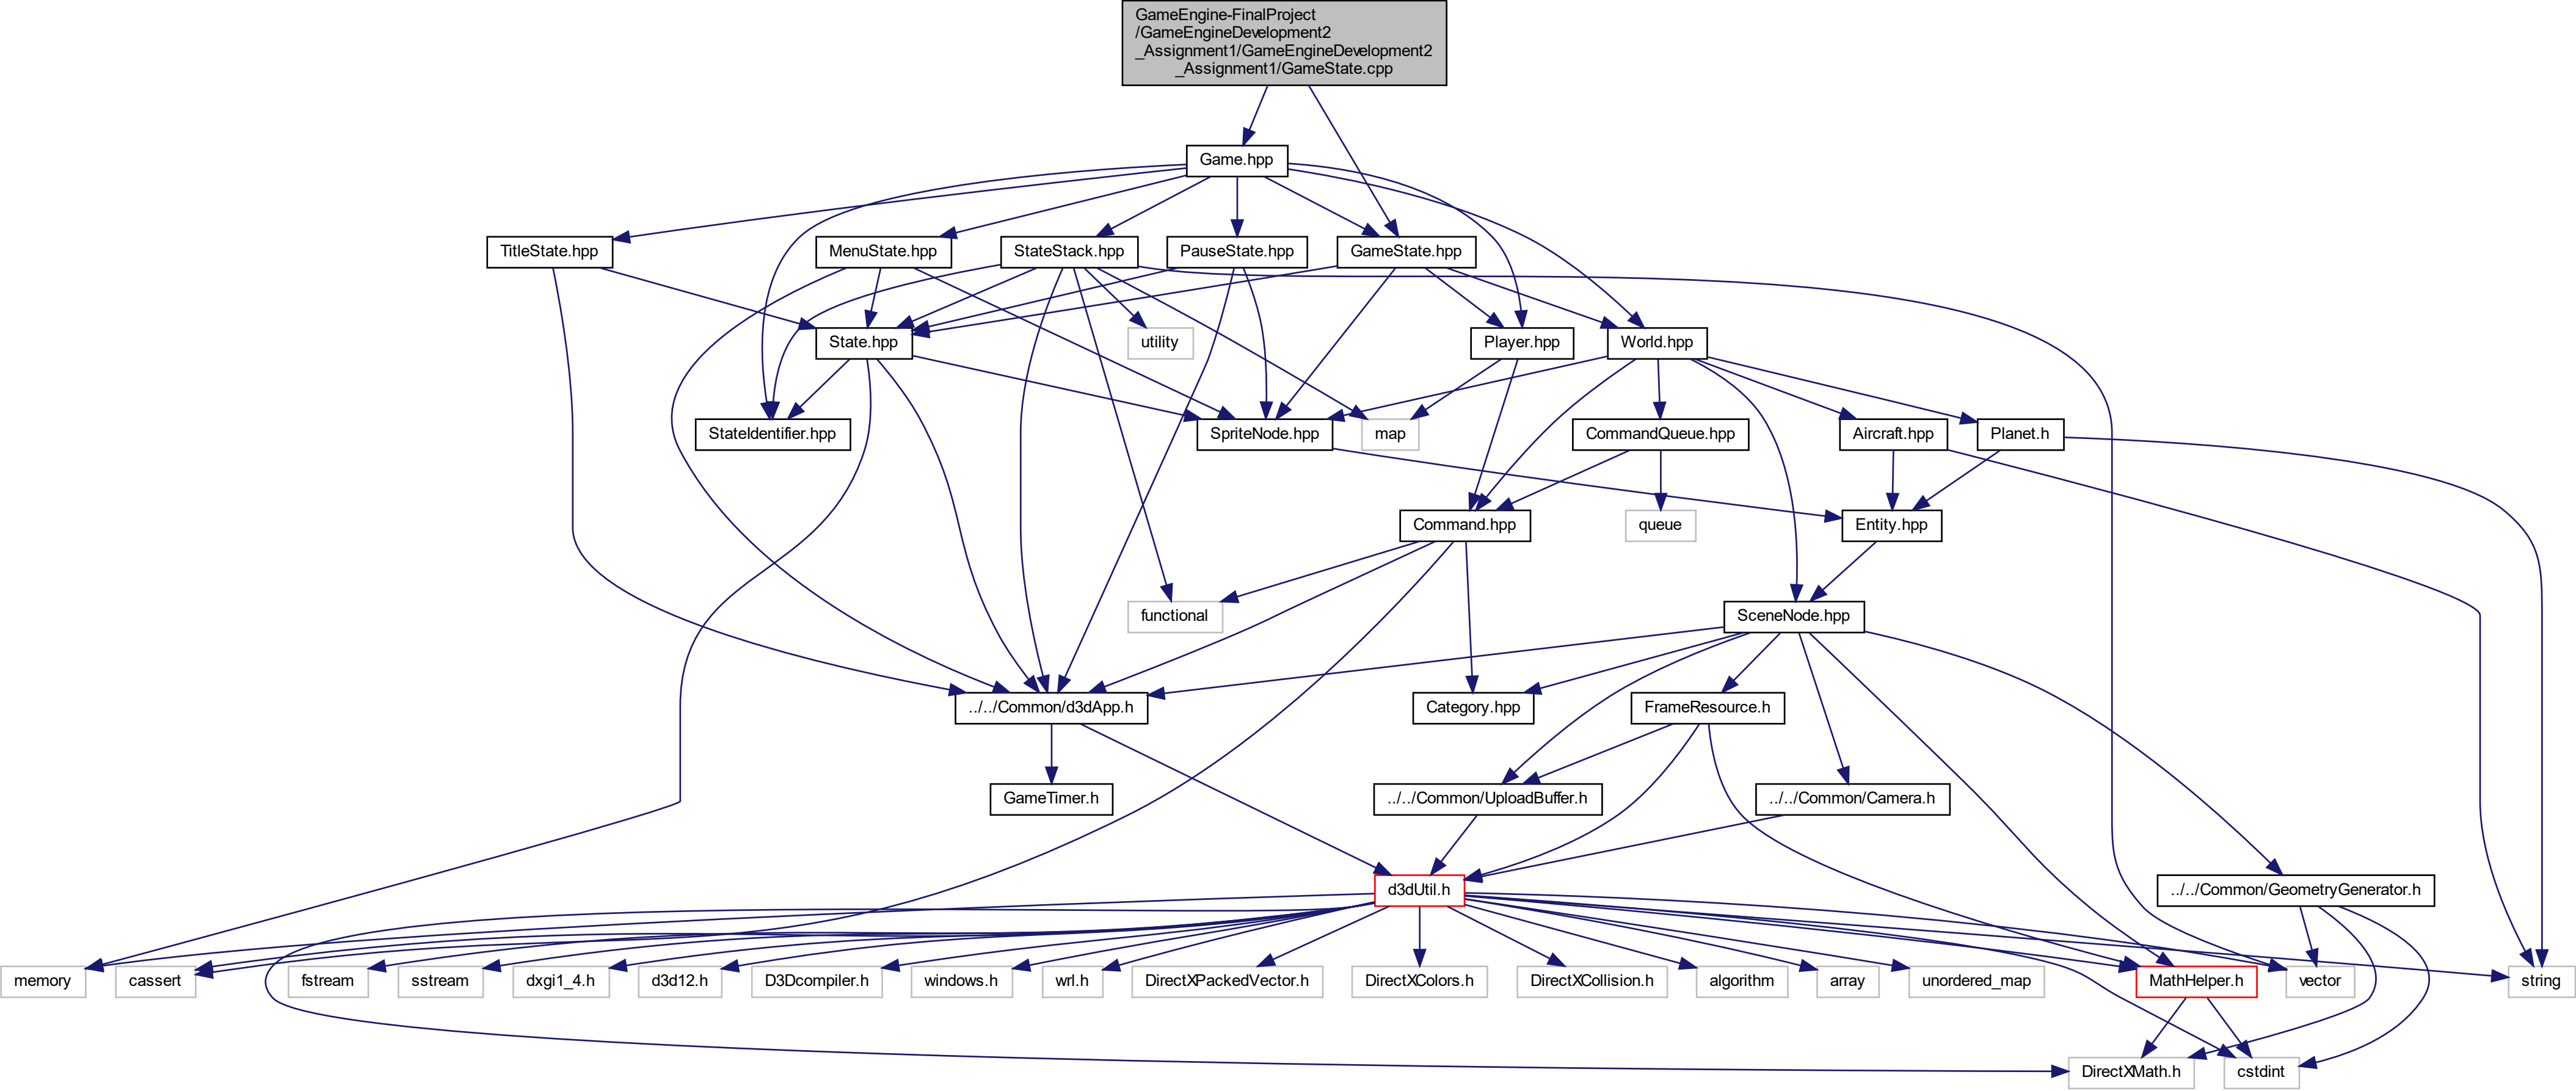 GameEngine-FinalProject
/GameEngineDevelopment2
_Assignment1/GameEngineDevelopment2
_Assignment1/GameState.cpp
Game.hpp
TitleState.hpp
MenuState.hpp
StateStack.hpp
PauseState.hpp
GameState.hpp
State.hpp
utility
Player.hpp
World.hpp
StateIdentifier.hpp
SpriteNode.hpp
map
CommandQueue.hpp
Aircraft.hpp
Planet.h
Command.hpp
queue
Entity.hpp
functional
SceneNode.hpp
../../Common/d3dApp.h
Category.hpp
FrameResource.h
GameTimer.h
../../Common/UploadBuffer.h
../../Common/Camera.h
d3dUtil.h
../../Common/GeometryGenerator.h
memory
cassert
fstream
sstream
dxgi1_4.h
d3d12.h
D3Dcompiler.h
windows.h
wrl.h
DirectXPackedVector.h
DirectXColors.h
DirectXCollision.h
algorithm
array
unordered_map
MathHelper.h
vector
string
DirectXMath.h
cstdint